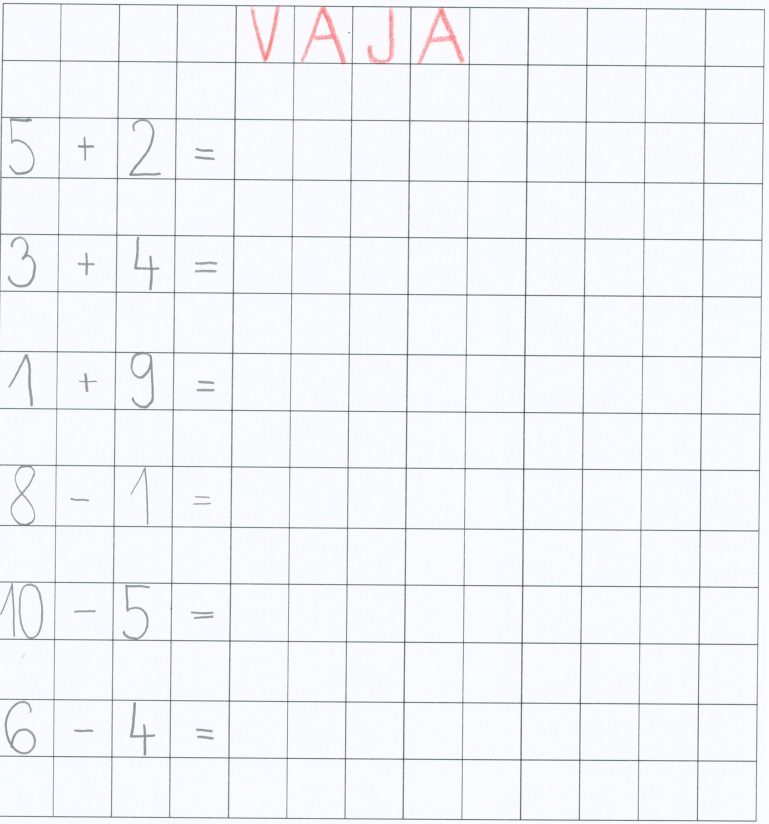 VAJA
5 + 2 =
3 + 4 =
1 + 9 =
8 - 1 =
10 - 5 =
6 - 4 =